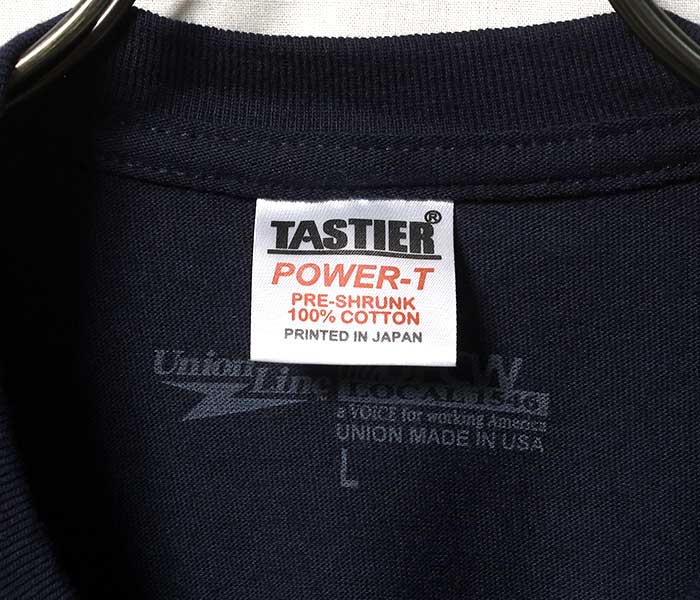 TASTIER®
POWER-T
PRE-SHRUNK
100% COTTON
PRINTED IN JAPAN
Union Line
LOCAL
a VOICE for working America
UNION MADE IN USA
L